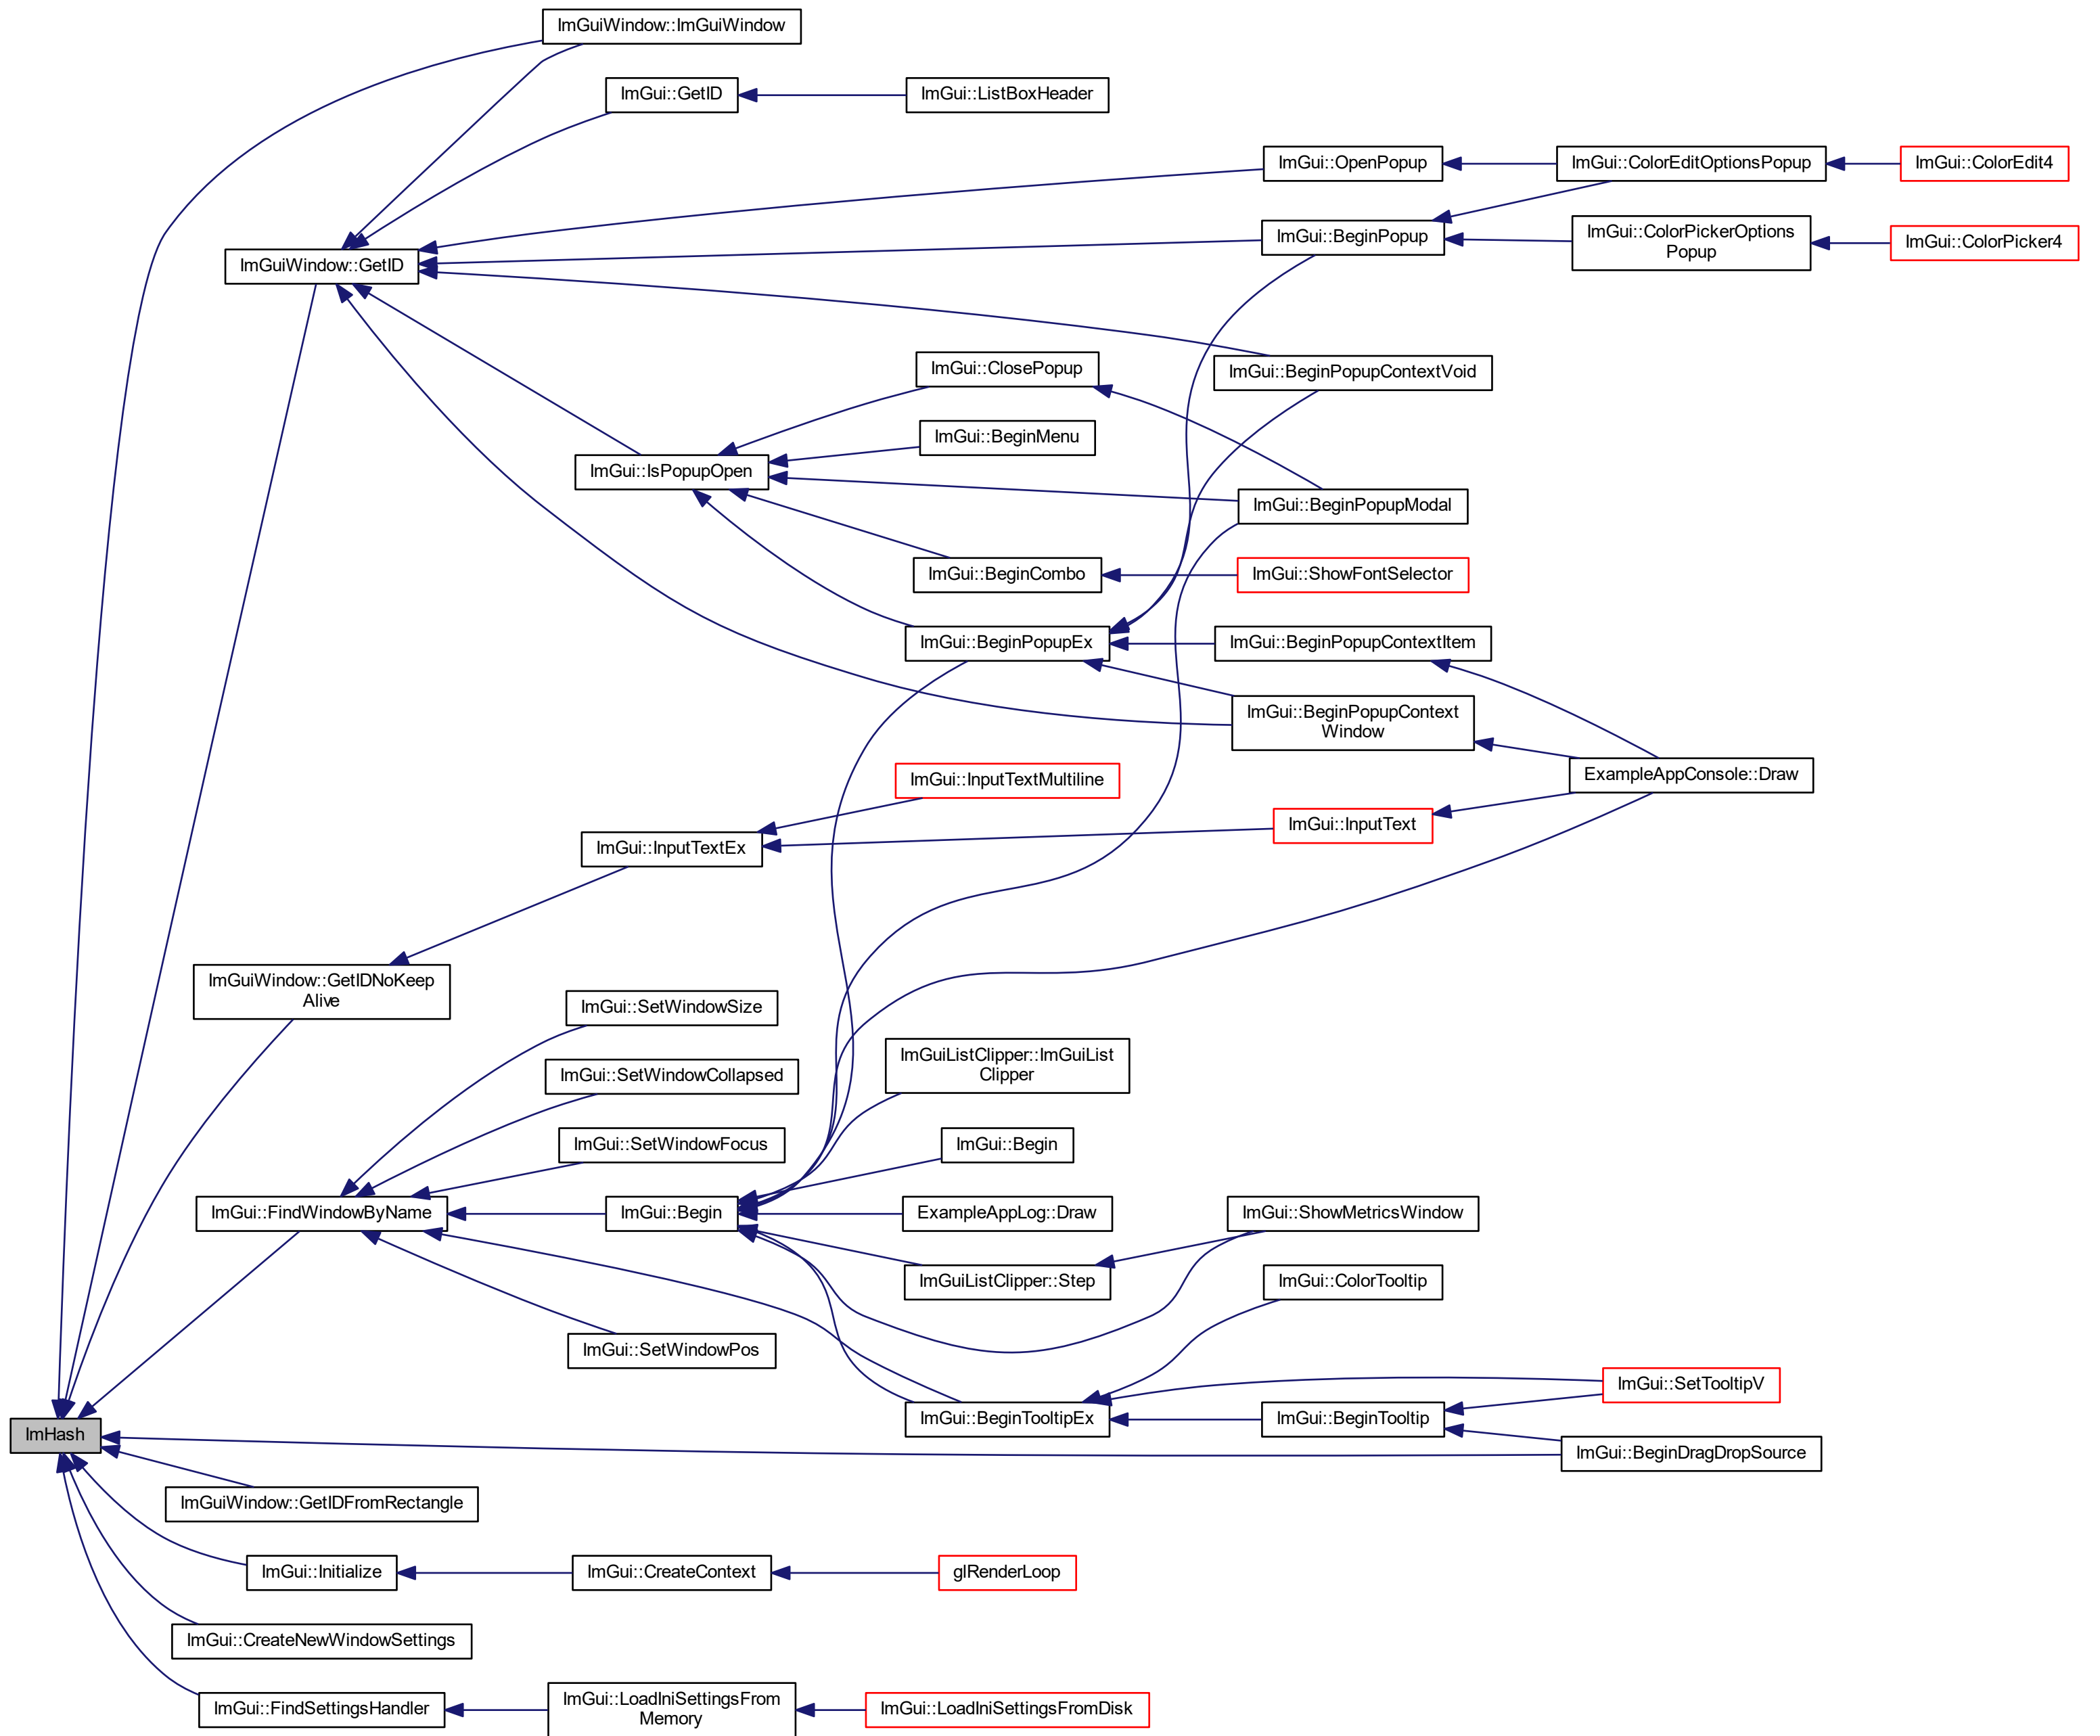 ImGuiWindow::ImGuiWindow
ImGui::GetID
ImGui::ListBoxHeader
ImGui::OpenPopup
ImGui::ColorEditOptionsPopup
ImGui::ColorEdit4
ImGuiWindow::GetID
ImGui::BeginPopup
ImGui::ColorPickerOptions
Popup
ImGui::ColorPicker4
ImGui::ClosePopup
ImGui::BeginPopupContextVoid
ImGui::BeginMenu
ImGui::IsPopupOpen
ImGui::BeginPopupModal
ImGui::BeginCombo
ImGui::ShowFontSelector
ImGui::BeginPopupEx
ImGui::BeginPopupContextItem
ImGui::BeginPopupContext
Window
ImGui::InputTextMultiline
ExampleAppConsole::Draw
ImGui::InputTextEx
ImGui::InputText
ImGuiWindow::GetIDNoKeep
Alive
ImGui::SetWindowSize
ImGui::SetWindowCollapsed
ImGuiListClipper::ImGuiList
Clipper
ImGui::SetWindowFocus
ImGui::Begin
ImGui::FindWindowByName
ImGui::Begin
ExampleAppLog::Draw
ImGui::ShowMetricsWindow
ImGuiListClipper::Step
ImGui::ColorTooltip
ImGui::SetWindowPos
ImGui::SetTooltipV
ImHash
ImGui::BeginTooltipEx
ImGui::BeginTooltip
ImGui::BeginDragDropSource
ImGuiWindow::GetIDFromRectangle
ImGui::Initialize
ImGui::CreateContext
glRenderLoop
ImGui::CreateNewWindowSettings
ImGui::FindSettingsHandler
ImGui::LoadIniSettingsFrom
Memory
ImGui::LoadIniSettingsFromDisk